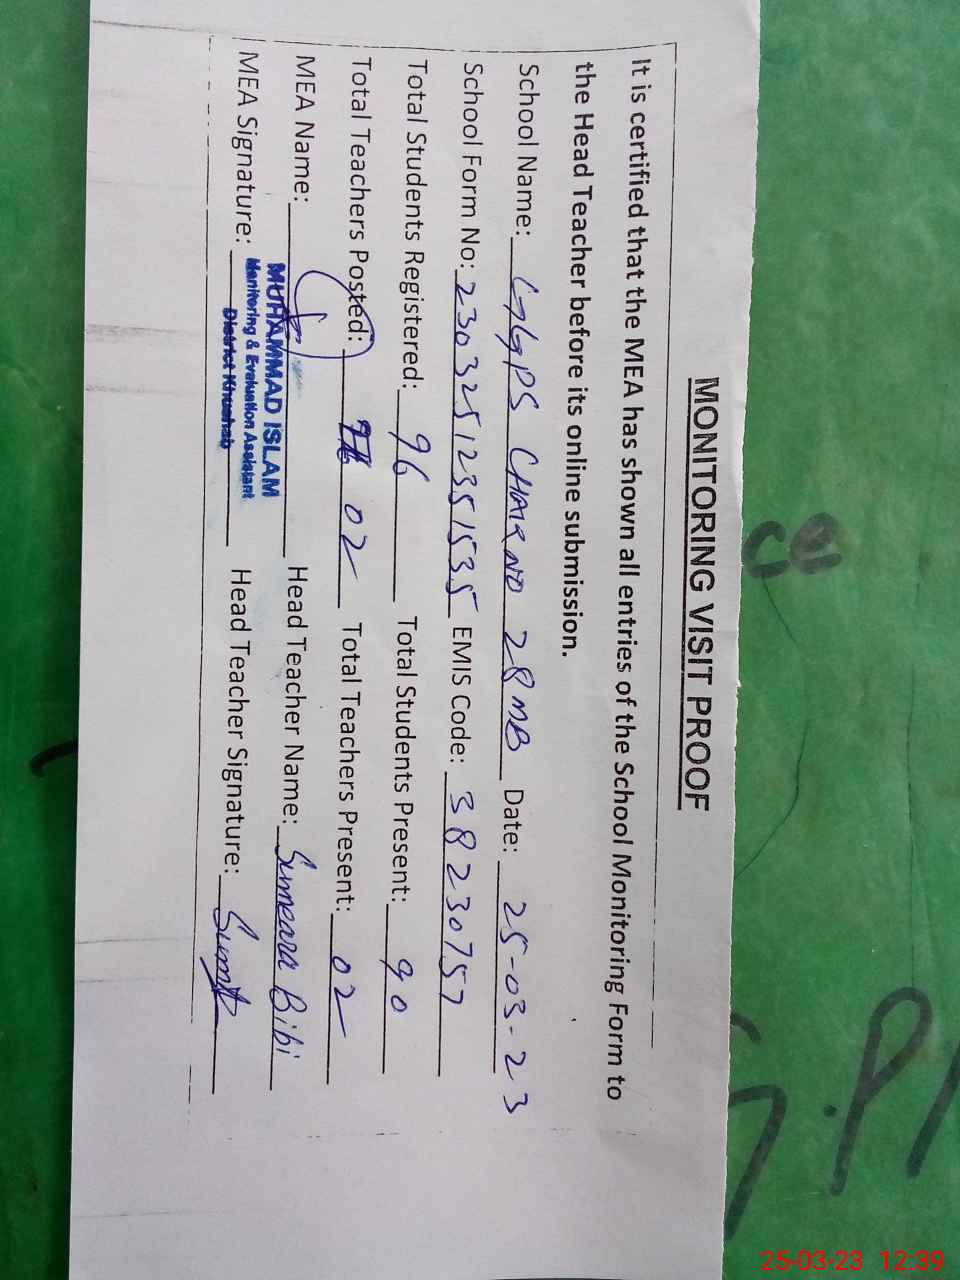 MONITORING VISIT PROOF
It is certified that the MEA has shown all entries of the School Monitoring Form to
the Head Teacher before its online submission.
School Name: GGPS CHAK NO 28 MB Date: 25-03-23
School Form No: 23032512351535 EMIS Code: 38230757
Total Students Registered: 96 Total Students Present: 90
Total Teachers Posted: 02 Total Teachers Present: 02
MEA Name: Head Teacher Name: Sumeara Bibi
MUHAMMAD ISLAM
Monitoring & Evaluation Assistant
District Khushab
MEA Signature: Head Teacher Signature:
25-03-23 12:39